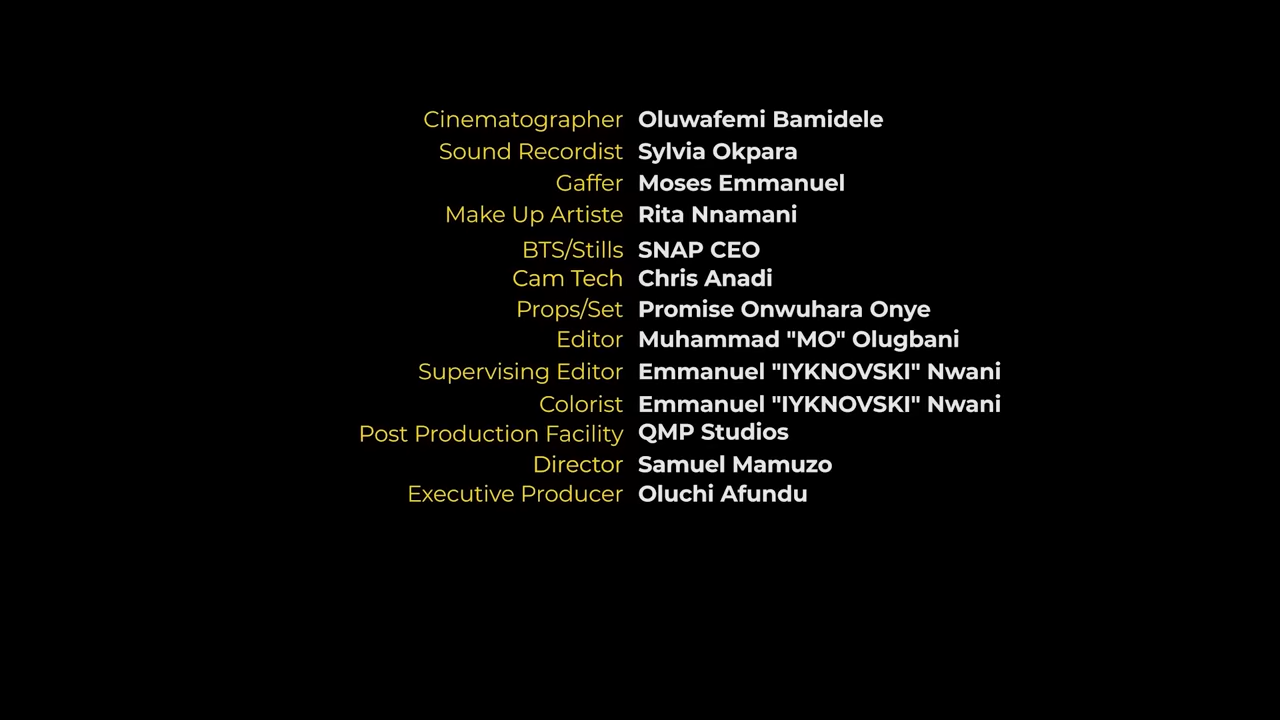 Cinematographer Oluwafemi Bamidele
Sound Recordist Sylvia Okpara
Gaffer Moses Emmanuel
Make Up Artiste Rita Nnamani
BTS/Stills SNAP CEO
Cam Tech Chris Anadi
Props/Set Promise Onwuhara Onye
Editor Muhammad "MO" Olugbani
Supervising Editor Emmanuel "IYKNOVSKI" Nwani
Colorist Emmanuel "IYKNOVSKI" Nwani
Post Production Facility QMP Studios
Director Samuel Mamuzo
Executive Producer Oluchi Afundu